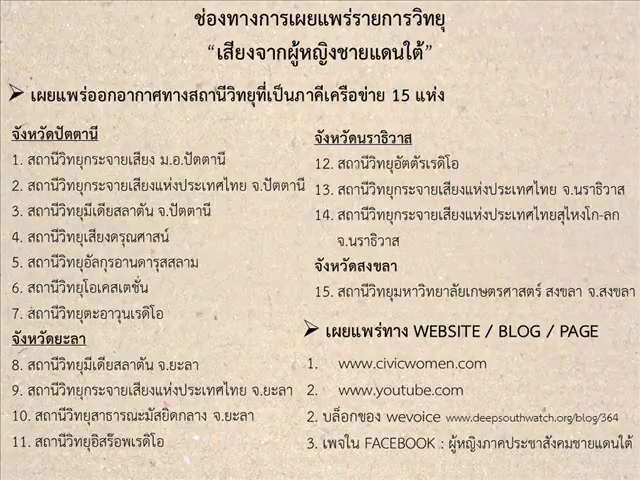 ช่องทางการเผยแพร่รายการวิทยุ
“เสียงจากผู้หญิงชายแดนใต้”
➢ เผยแพร่ออกอากาศทางสถานีวิทยุที่เป็นภาคีเครือข่าย 15 แห่ง
จังหวัดปัตตานี
1. สถานีวิทยุกระจายเสียง ม.อ.ปัตตานี
2. สถานีวิทยุกระจายเสียงแห่งประเทศไทย จ.ปัตตานี
3. สถานีวิทยุมีเดียสลาตัน จ.ปัตตานี
4. สถานีวิทยุเสียงดรุณศาสน์
5. สถานีวิทยุอัลกุรอานดารุสสลาม
6. สถานีวิทยุโอเคสเตชั่น
7. สถานีวิทยุตะอาวุนเรดิโอ
จังหวัดยะลา
8. สถานีวิทยุมีเดียสลาตัน จ.ยะลา
9. สถานีวิทยุกระจายเสียงแห่งประเทศไทย จ.ยะลา
10. สถานีวิทยุสาธารณะมัสยิดกลาง จ.ยะลา
11. สถานีวิทยุอิสร๊อพเรดิโอ
จังหวัดนราธิวาส
12. สถานีวิทยุอัตตัรเรดิโอ
13. สถานีวิทยุกระจายเสียงแห่งประเทศไทย จ.นราธิวาส
14. สถานีวิทยุกระจายเสียงแห่งประเทศไทยสุไหงโก-ลก
จ.นราธิวาส
จังหวัดสงขลา
15. สถานีวิทยุมหาวิทยาลัยเกษตรศาสตร์ สงขลา จ.สงขลา
➢ เผยแพร่ทาง WEBSITE / BLOG / PAGE
1. www.civicwomen.com
2. www.youtube.com
2. บล็อกของ wevoice www.deepsouthwatch.org/blog/364
3. เพจใน FACEBOOK : ผู้หญิงภาคประชาสังคมชายแดนใต้